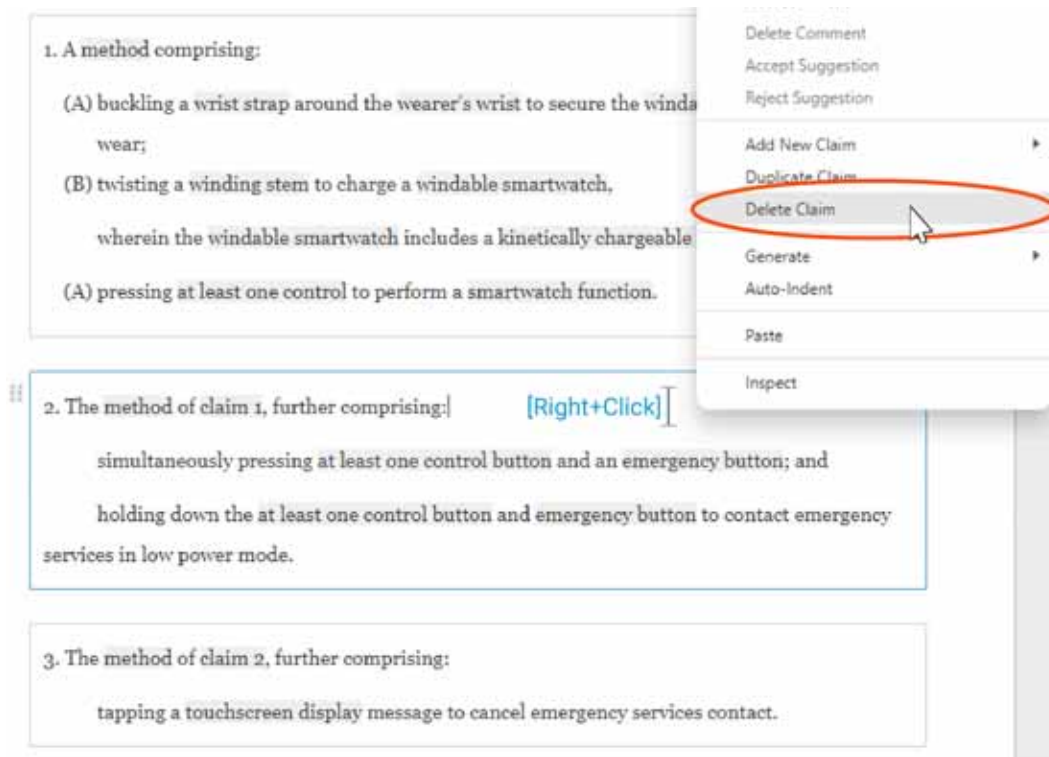 1. A method comprising:
(A) buckling a wrist strap around the wearer's wrist to secure the winda
wear;
(B) twisting a winding stem to charge a windable smartwatch,
wherein the windable smartwatch includes a kinetically chargeable
(A) pressing at least one control to perform a smartwatch function.
Delete Comment
Accept Suggestion
Reject Suggestion
Add New Claim
Duplicate Claim
Delete Claim
Generate
Auto-Indent
Paste
Inspect
2. The method of claim 1, further comprising:
[Right+Click]
simultaneously pressing at least one control button and an emergency button; and
holding down the at least one control button and emergency button to contact emergency
services in low power mode.
3. The method of claim 2, further comprising:
tapping a touchscreen display message to cancel emergency services contact.